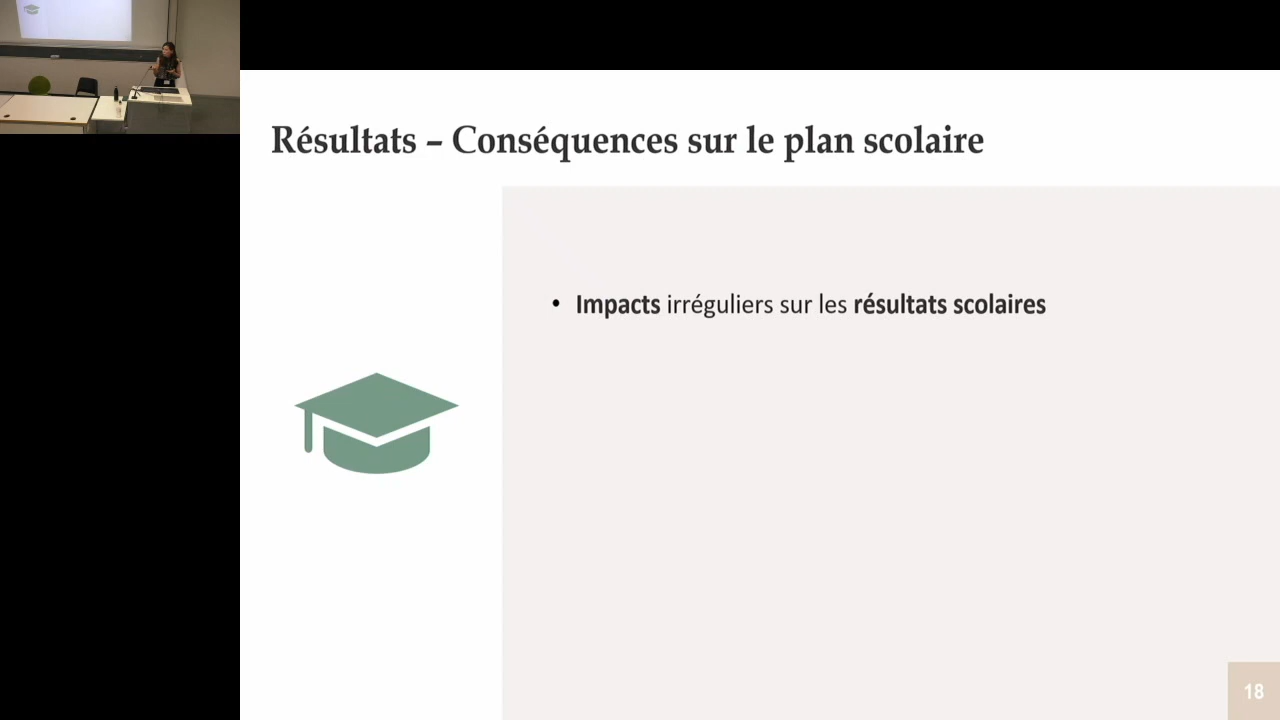 Résultats – Conséquences sur le plan scolaire
• Impacts irréguliers sur les résultats scolaires
18